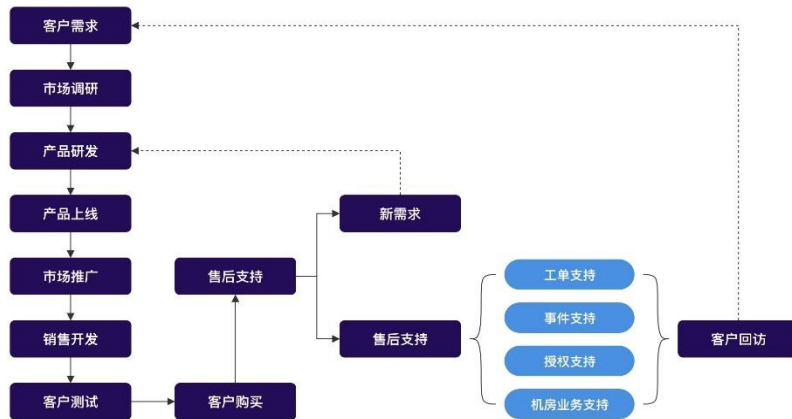 客户需求
市场调研
产品研发
产品上线
市场推广
销售开发
客户测试
客户购买
售后支持
新需求
售后支持
工单支持
事件支持
授权支持
机房业务支持
客户回访